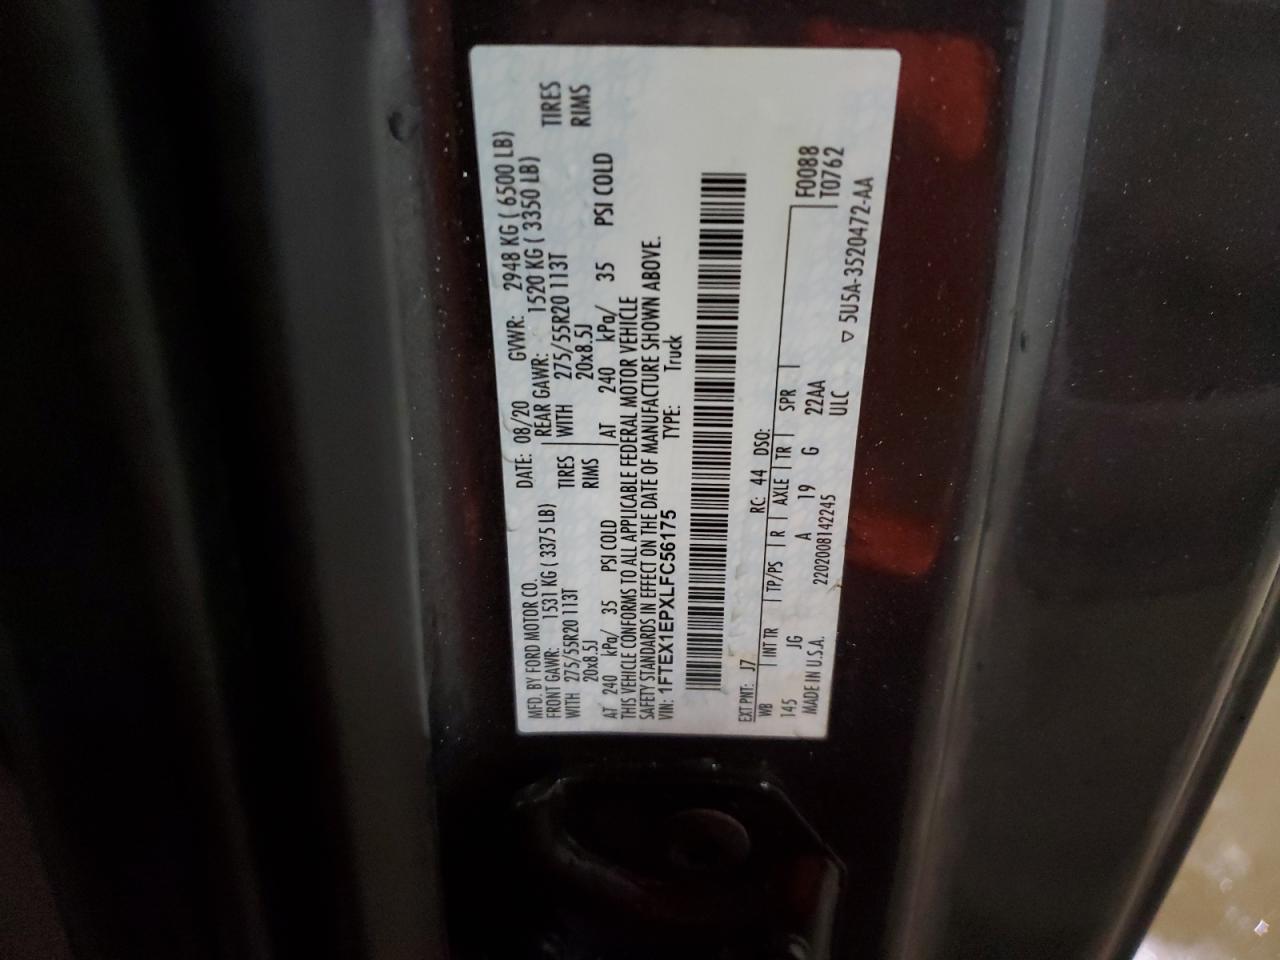 MFD. BY FORD MOTOR CO. DATE: 08/20 GVWR: 2948 KG ( 6500 LB)
FRONT GAWR: 1531 KG ( 3375 LB) REAR GAWR: 1520 KG ( 3350 LB)
WITH 275/55R20 113T TIRES WITH 275/55R20 113T TIRES
20x8.5J RIMS 20x8.5J RIMS
AT 240 kPa/ 35 PSI COLD AT 240 kPa/ 35 PSI COLD
THIS VEHICLE CONFORMS TO ALL APPLICABLE FEDERAL MOTOR VEHICLE
SAFETY STANDARDS IN EFFECT ON THE DATE OF MANUFACTURE SHOWN ABOVE.
VIN: 1FTEX1EPXLFC56175 TYPE: Truck
EXT PNT: J7 RC: 44 DSO:
WB INT TR TP/PS R AXLE TR SPR F0088
145 JG A 19 G 22AA T0762
MADE IN U.S.A. 2202008142245 ULC
▽ 5U5A-3520472-AA